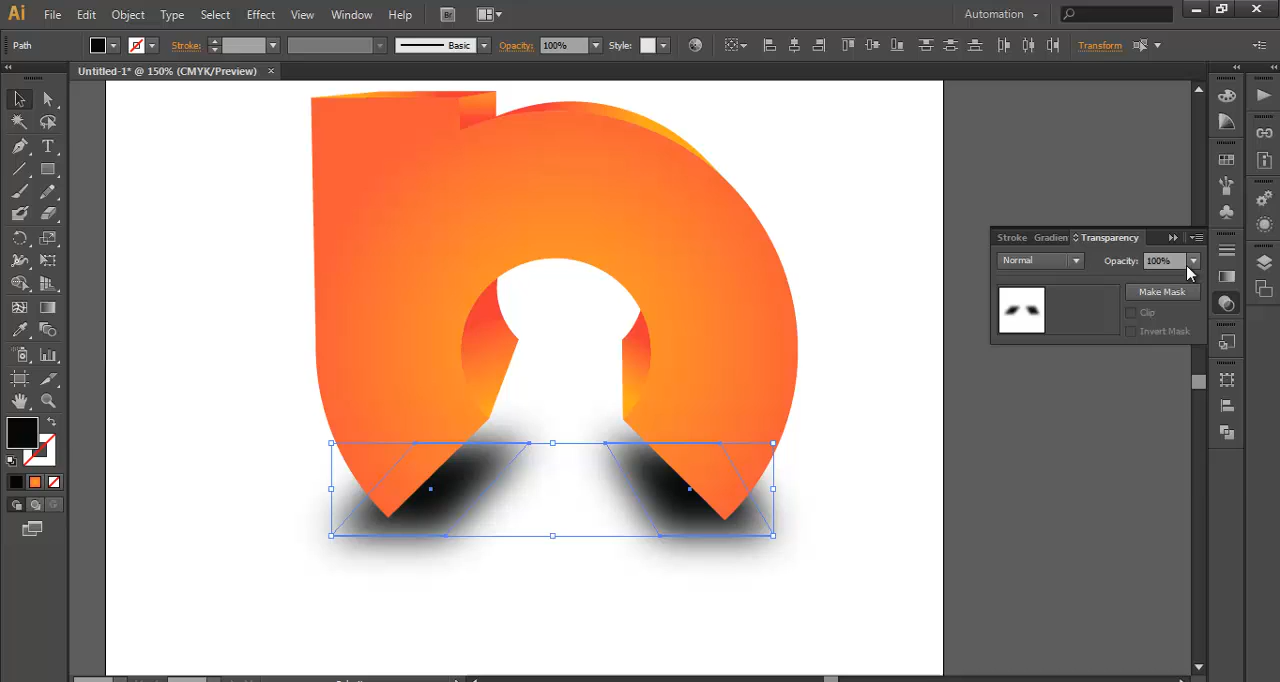 Ai File Edit Object Type Select Effect View Window Help Br Automation
Path Stroke: Basic Opacity: 100% Style: Transform
Untitled-1* @ 150% (CMYK/Preview) ×
Stroke Gradien Transparency
Normal Opacity: 100%
Make Mask
Clip
Invert Mask